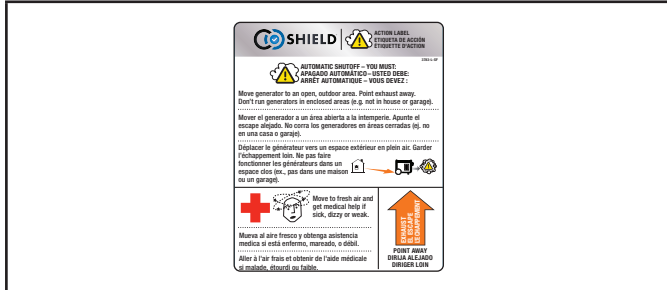 CO SHIELD
ACTION LABEL
ETIQUETA DE ACCIÓN
ÉTIQUETTE D'ACTION
AUTOMATIC SHUTOFF – YOU MUST:
APAGADO AUTOMÁTICO – USTED DEBE:
ARRÊT AUTOMATIQUE – VOUS DEVEZ :
Move generator to an open, outdoor area. Point exhaust away.
Don't run generators in enclosed areas (e.g. not in house or garage).
Mover el generador a un área abierta a la intemperie. Apunte el
escape alejado. No corra los generadores en áreas cerradas (ej. no
en una casa o garaje).
Déplacer le générateur vers un espace extérieur en plein air. Garder
l'échappement loin. Ne pas faire
fonctionner les générateurs dans un
espace clos (ex., pas dans une maison
ou un garage).
Move to fresh air and
get medical help if
sick, dizzy or weak.
Mueva al aire fresco y obtenga asistencia
medica si está enfermo, mareado, o débil.
Aller à l'air frais et obtenir de l'aide médicale
si malade, étourdi ou faible.
EXHAUST
EL ESCAPE
L'ÉCHAPPEMENT
POINT AWAY
DIRIJA ALEJADO
DIRIGER LOIN